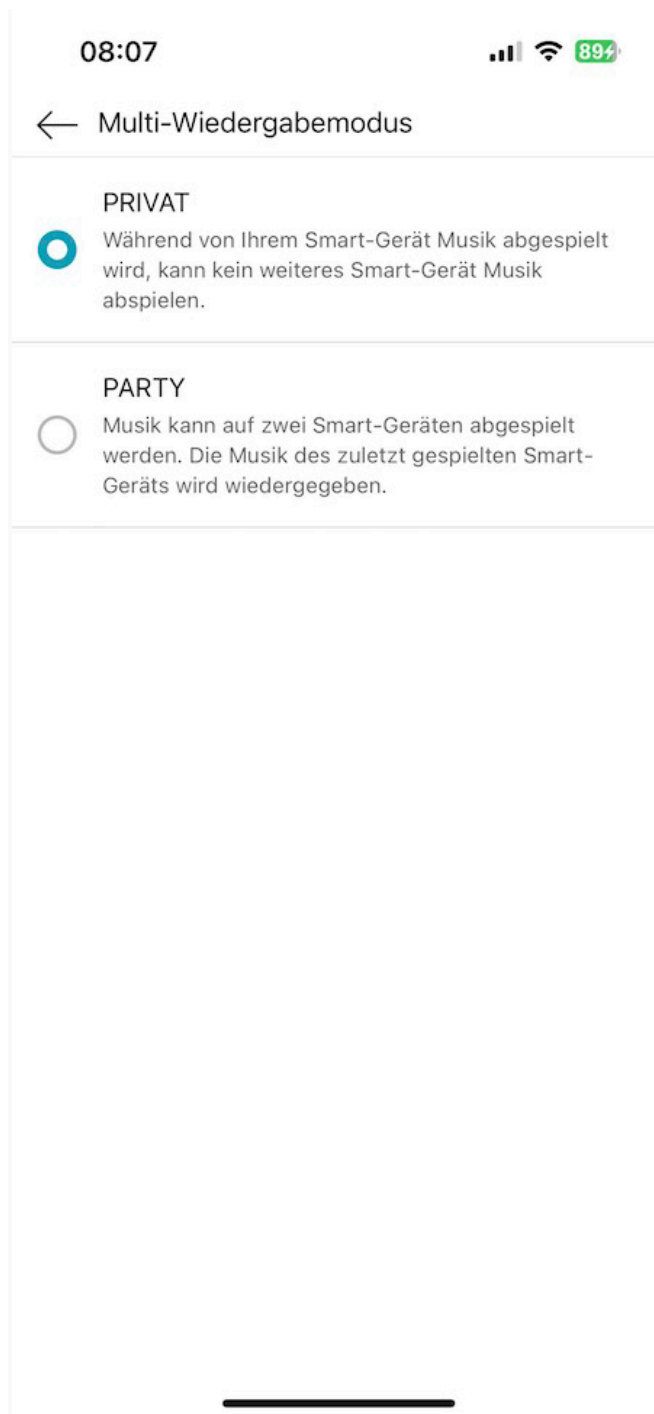 08:07
89
Multi-Wiedergabemodus
PRIVAT
Während von Ihrem Smart-Gerät Musik abgespielt
wird, kann kein weiteres Smart-Gerät Musik
abspielen.
PARTY
Musik kann auf zwei Smart-Geräten abgespielt
werden. Die Musik des zuletzt gespielten Smart-
Geräts wird wiedergegeben.